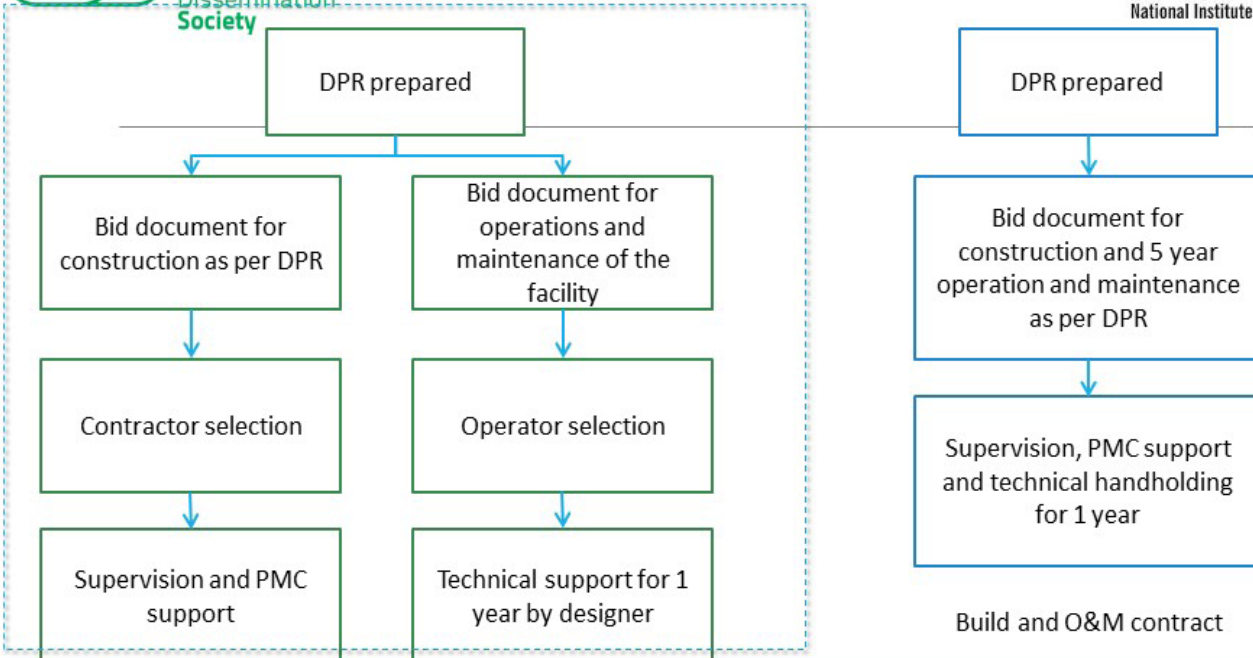 Dissemination
Society
National Institute
DPR prepared
Bid document for
construction as per DPR
Bid document for
operations and
maintenance of the
facility
Contractor selection
Operator selection
Supervision and PMC
support
Technical support for 1
year by designer
DPR prepared
Bid document for
construction and 5 year
operation and maintenance
as per DPR
Supervision, PMC support
and technical handholding
for 1 year
Build and O&M contract